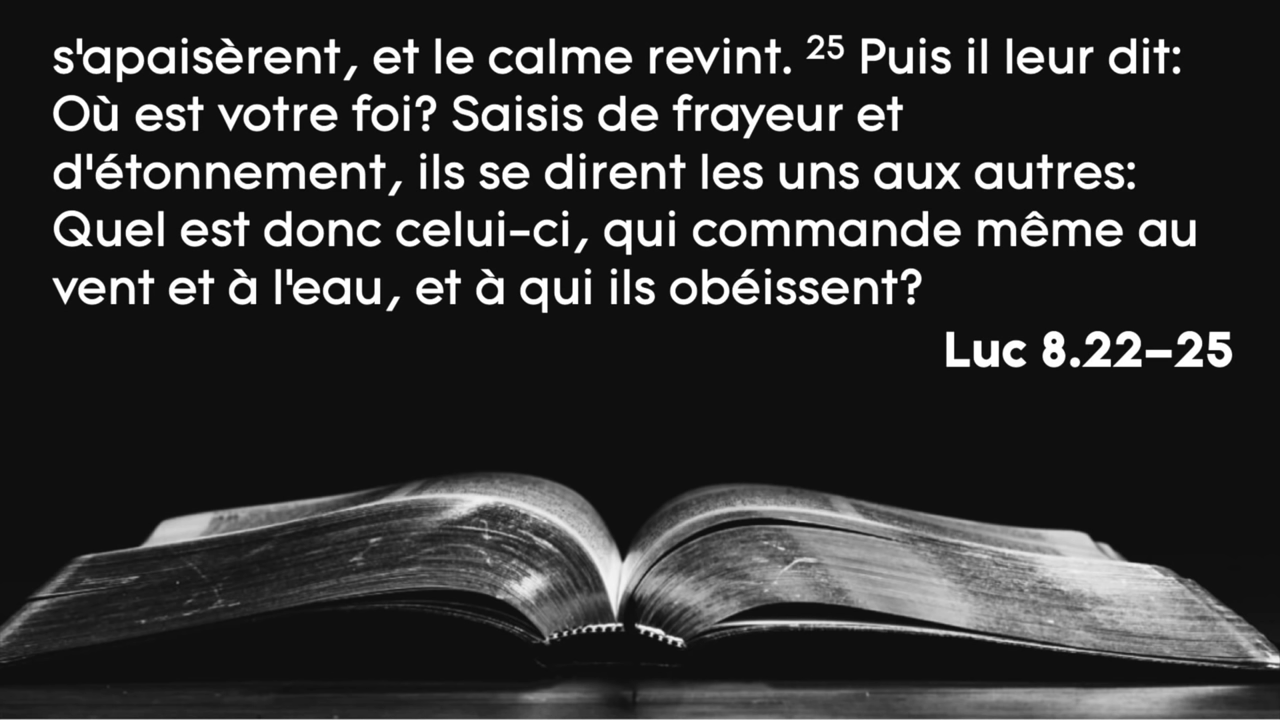 s'apaisèrent, et le calme revint. ²⁵ Puis il leur dit:
Où est votre foi? Saisis de frayeur et
d'étonnement, ils se dirent les uns aux autres:
Quel est donc celui-ci, qui commande même au
vent et à l'eau, et à qui ils obéissent?
Luc 8.22–25